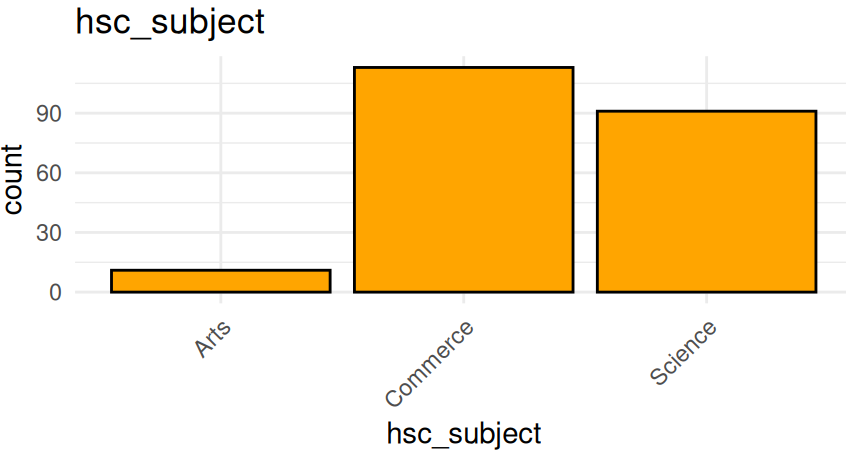 hsc_subject
count
90
60
30
0
Arts
Commerce
Science
hsc_subject